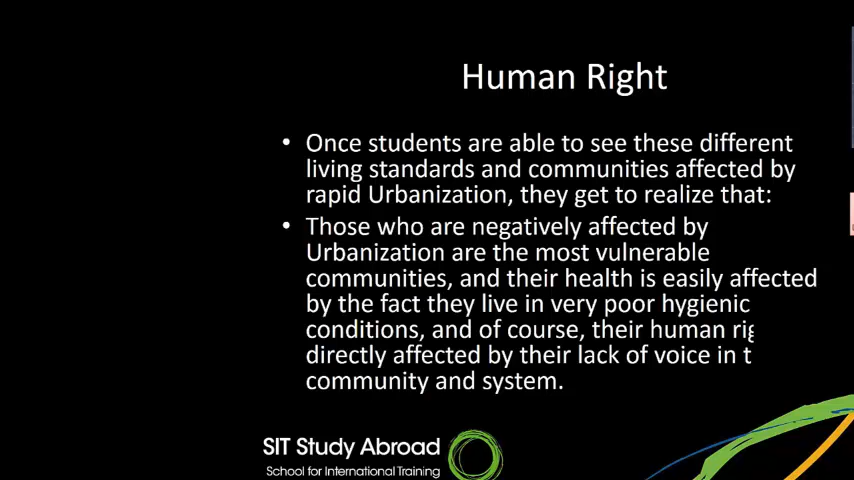 Human Right
• Once students are able to see these different
living standards and communities affected by
rapid Urbanization, they get to realize that:
• Those who are negatively affected by
Urbanization are the most vulnerable
communities, and their health is easily affected
by the fact they live in very poor hygienic
conditions, and of course, their human
directly affected by their lack of voice in
community and system.
SIT Study Abroad
School for International Training